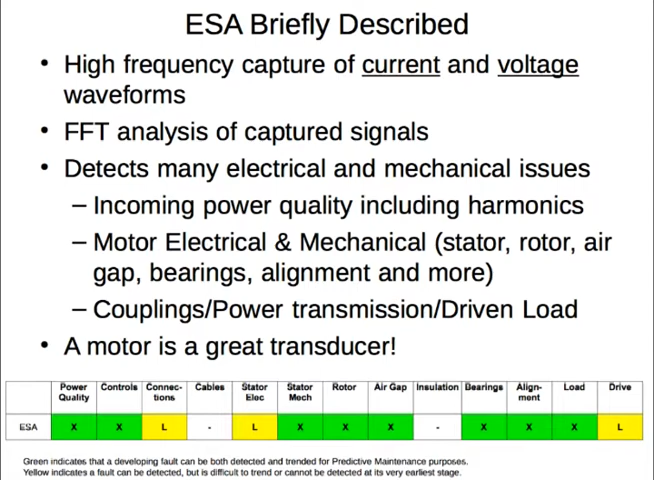 ESA Briefly Described
• High frequency capture of current and voltage
waveforms
• FFT analysis of captured signals
• Detects many electrical and mechanical issues
– Incoming power quality including harmonics
– Motor Electrical & Mechanical (stator, rotor, air
gap, bearings, alignment and more)
– Couplings/Power transmission/Driven Load
• A motor is a great transducer!
Power Quality Controls Connec-tions Cables Stator Elec Stator Mech Rotor Air Gap Insulation Bearings Align-ment Load Drive
ESA X X L - L X X X - X X X L
Green indicates that a developing fault can be both detected and trended for Predictive Maintenance purposes.
Yellow indicates a fault can be detected, but is difficult to trend or cannot be detected at its very earliest stage.